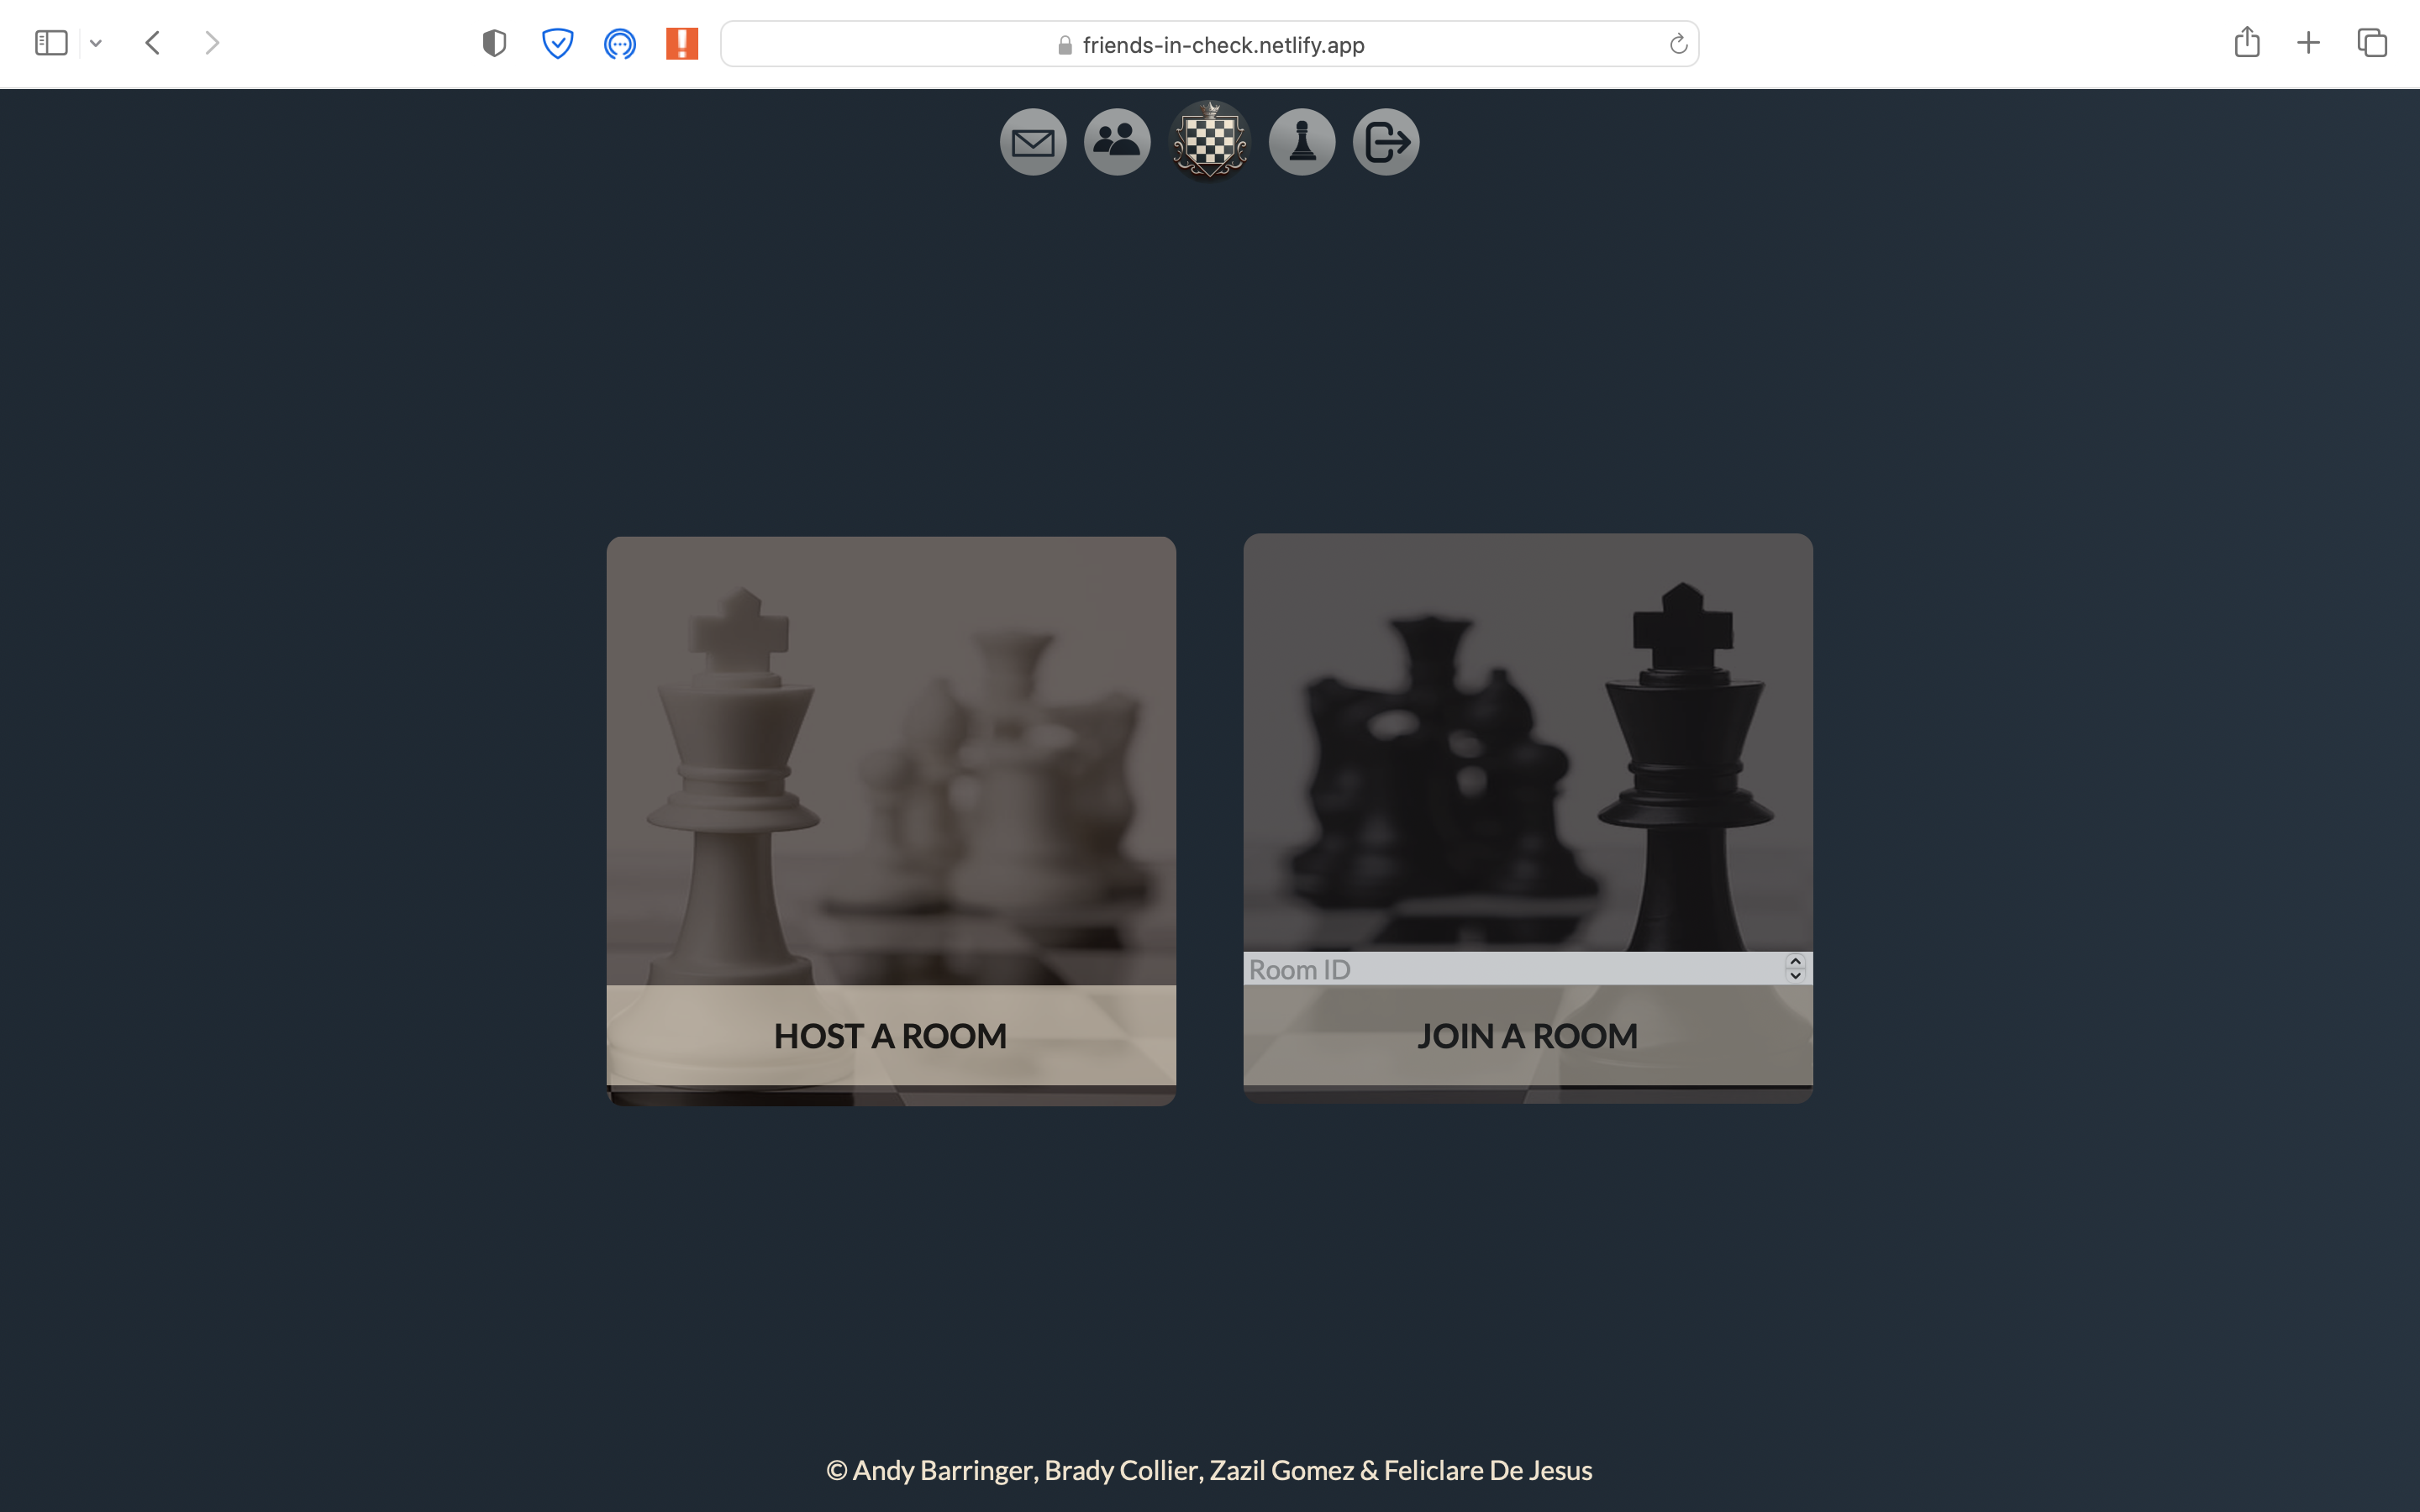 friends-in-check.netlify.app
Room ID
HOST A ROOM
JOIN A ROOM
© Andy Barringer, Brady Collier, Zazil Gomez & Feliclare De Jesus